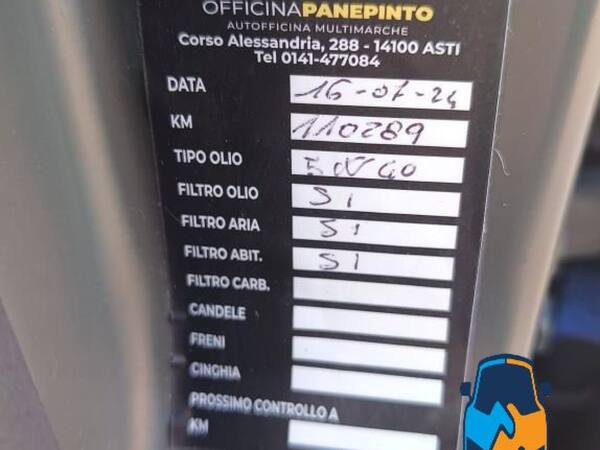 OFFICINAPANEPINTO
AUTOFFICINA MULTIMARCHE
Corso Alessandria, 288 - 14100 ASTI
Tel 0141-477084
DATA 16-07-24
KM 110289
TIPO OLIO 5W40
FILTRO OLIO SI
FILTRO ARIA SI
FILTRO ABIT. SI
FILTRO CARB.
CANDELE
FRENI
CINGHIA
PROSSIMO CONTROLLO A
KM